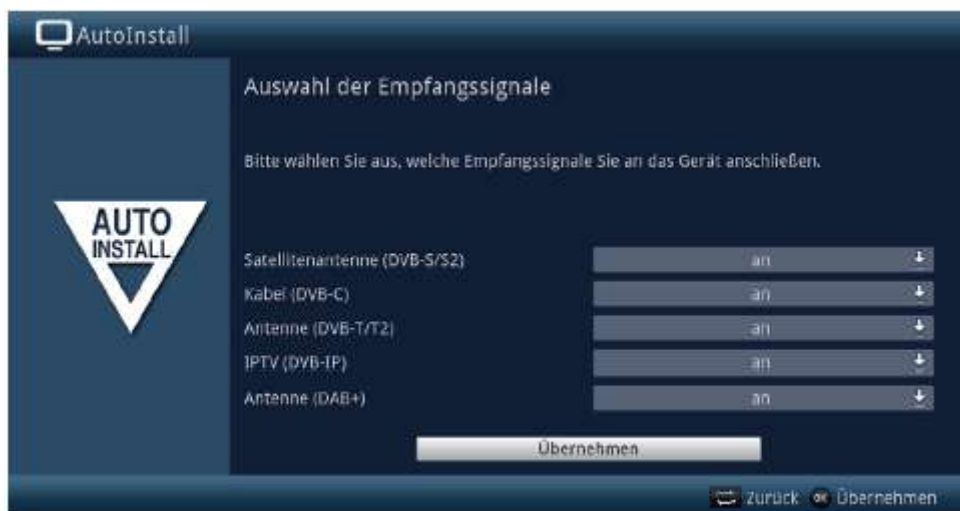 AutoInstall
Auswahl der Empfangssignale
Bitte wählen Sie aus, welche Empfangssignale Sie an das Gerät anschließen.
AUTO
INSTALL
Satellitenantenne (DVB-S/S2) an
Kabel (DVB-C) an
Antenne (DVB-T/T2) an
IPTV (DVB-IP) an
Antenne (DAB+) an
Übernehmen
Zurück OK Übernehmen